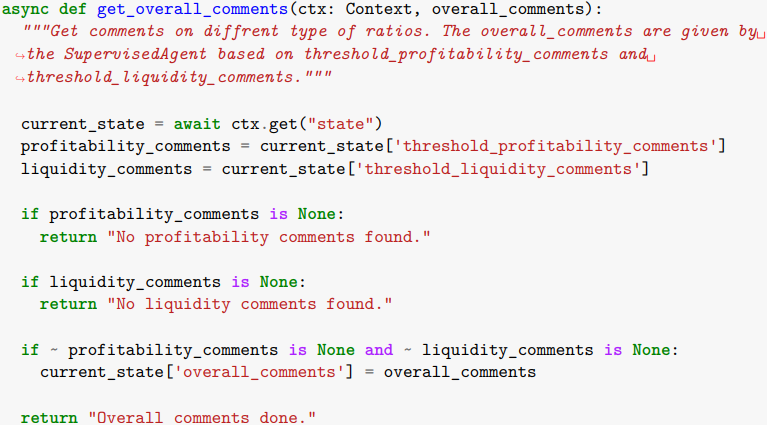 async def get_overall_comments(ctx: Context, overall_comments):
"""Get comments on diffrent type of ratios. The overall_comments are given by␣
↪the SupervisedAgent based on threshold_profitability_comments and␣
↪threshold_liquidity_comments."""
current_state = await ctx.get("state")
profitability_comments = current_state['threshold_profitability_comments']
liquidity_comments = current_state['threshold_liquidity_comments']
if profitability_comments is None:
return "No profitability comments found."
if liquidity_comments is None:
return "No liquidity comments found."
if ~ profitability_comments is None and ~ liquidity_comments is None:
current_state['overall_comments'] = overall_comments
return "Overall comments done."